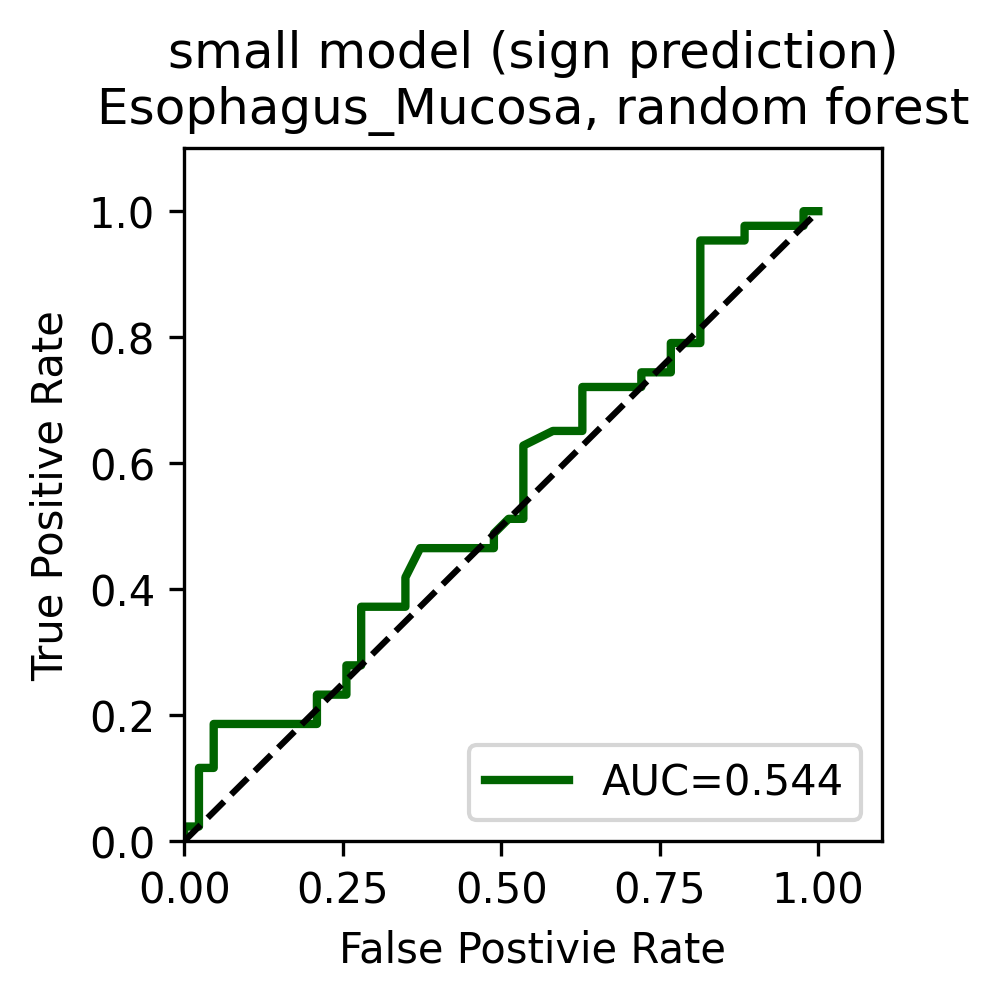 small model (sign prediction)
Esophagus_Mucosa, random forest
1.0
0.8
0.6
0.4
0.2
0.0
True Positive Rate
AUC=0.544
0.00 0.25 0.50 0.75 1.00
False Postivie Rate